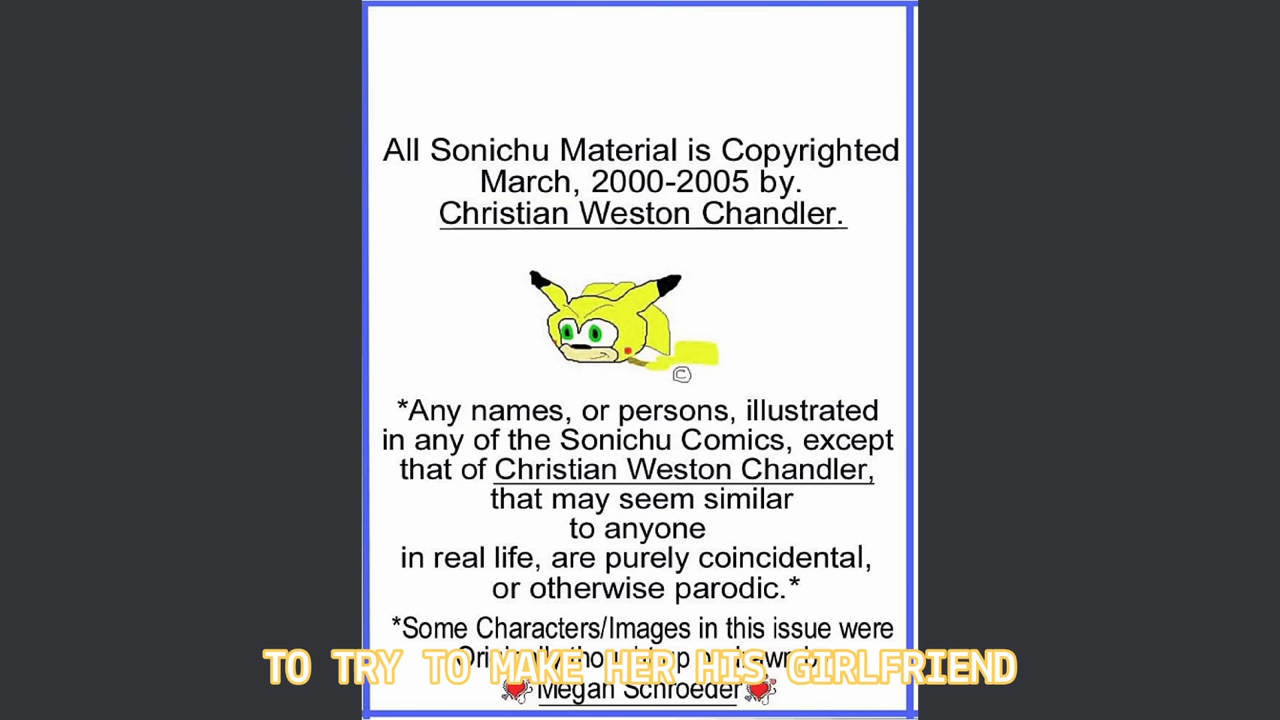 All Sonichu Material is Copyrighted
March, 2000-2005 by.
Christian Weston Chandler.
©
*Any names, or persons, illustrated
in any of the Sonichu Comics, except
that of Christian Weston Chandler,
that may seem similar
to anyone
in real life, are purely coincidental,
or otherwise parodic.*
*Some Characters/Images in this issue were
TO TRY TO MAKE HER HIS GIRLFRIEND
Megan Schroeder